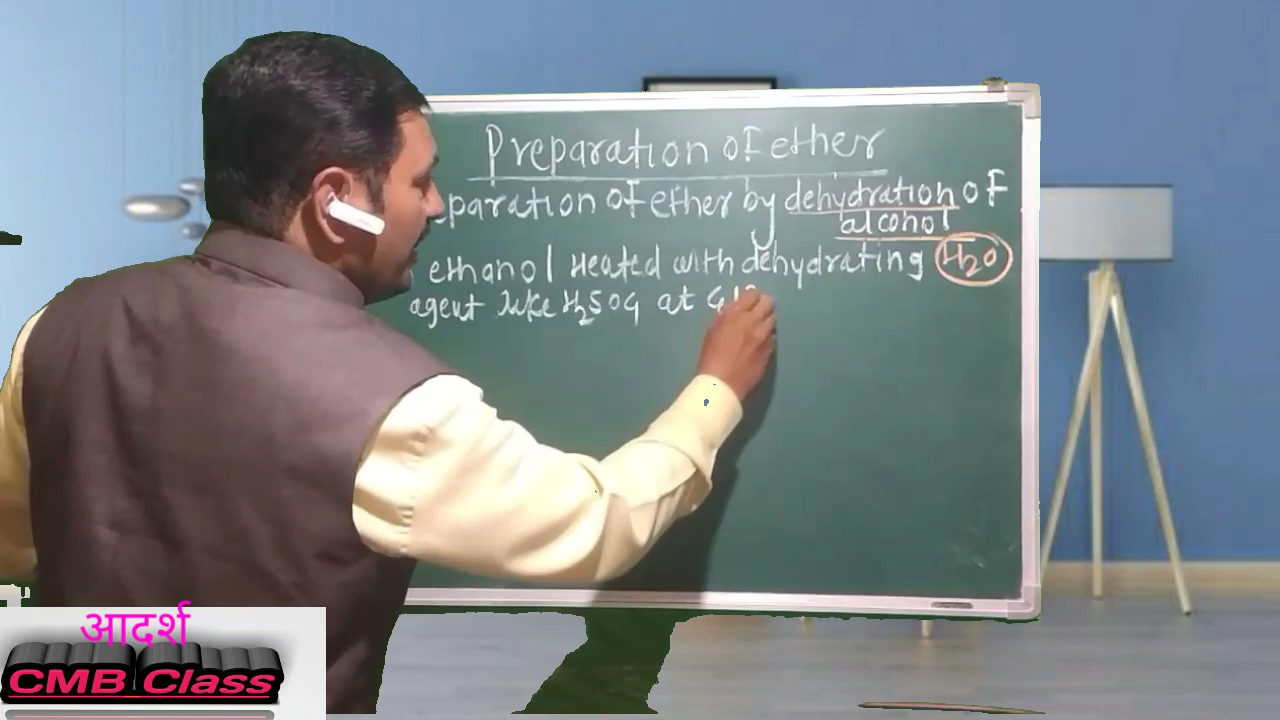 Preparation of ether
eparation of ether by dehydration of
alcohol
ethanol Heated with dehydrating H₂O
agent like H₂SO₄ at 41
आदर्श
CMB Class